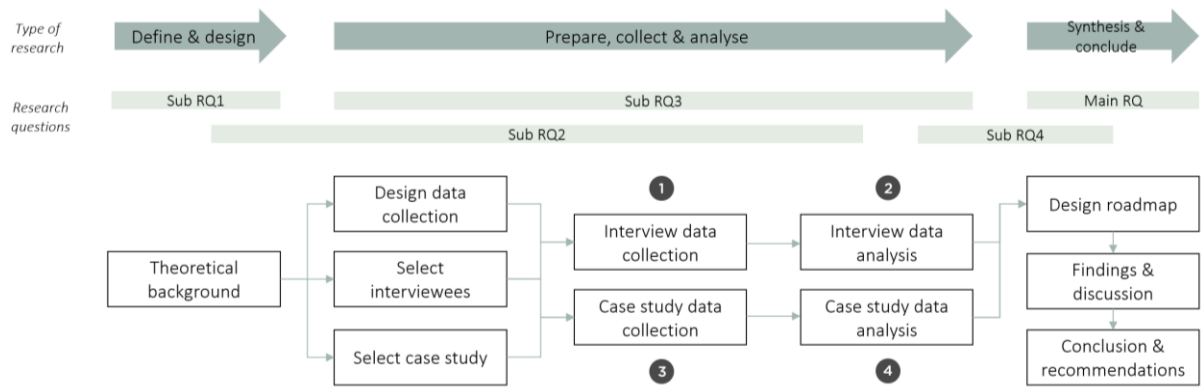 Type of
research
Define & design
Prepare, collect & analyse
Synthesis &
conclude
Research
questions
Sub RQ1
Sub RQ3
Main RQ
Sub RQ2
Sub RQ4
Theoretical
background
Design data
collection
Select
interviewees
Select case study
1
Interview data
collection
Case study data
collection
3
2
Interview data
analysis
Case study data
analysis
4
Design roadmap
Findings &
discussion
Conclusion &
recommendations